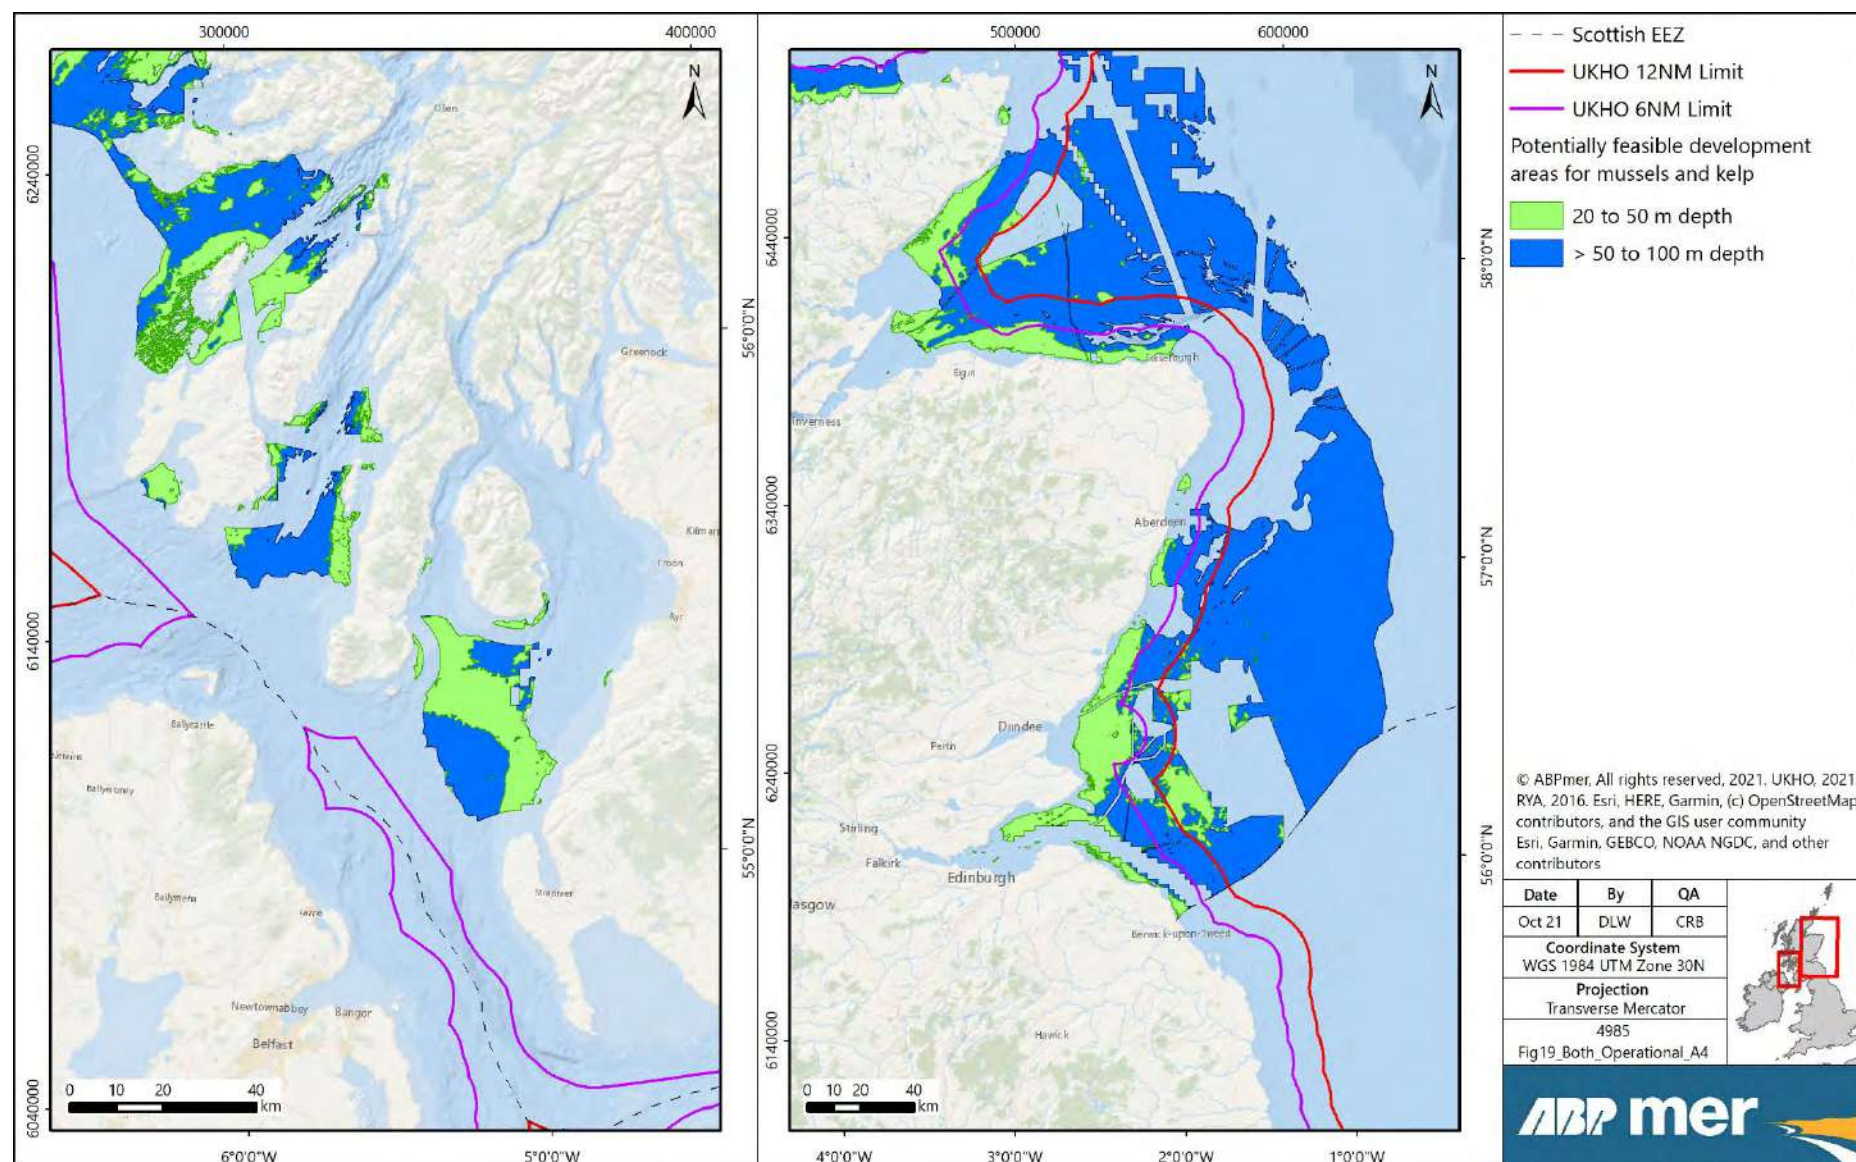 300000
400000
500000
600000
N
N
6240000
6140000
6040000
56°0'0"N
55°0'0"N
6°0'0"W
5°0'0"W
Oban
Greenock
Troon
Ayr
Ballycastle
Ballymoney
Ballymena
Larne
Stranraer
Newtownabbey
Bangor
Belfast
0 10 20 40
km
6440000
6340000
6240000
6140000
58°0'0"N
57°0'0"N
56°0'0"N
4°0'0"W
3°0'0"W
2°0'0"W
1°0'0"W
Elgin
Fraserburgh
Inverness
Aberdeen
Dundee
Perth
Stirling
Falkirk
Edinburgh
lasgow
Berwick-upon-Tweed
Hawick
0 10 20 40
km
Scottish EEZ
UKHO 12NM Limit
UKHO 6NM Limit
Potentially feasible development
areas for mussels and kelp
20 to 50 m depth
> 50 to 100 m depth
© ABPmer, All rights reserved, 2021. UKHO, 2021
RYA, 2016. Esri, HERE, Garmin, (c) OpenStreetMap
contributors, and the GIS user community
Esri, Garmin, GEBCO, NOAA NGDC, and other
contributors
Date By QA
Oct 21 DLW CRB
Coordinate System
WGS 1984 UTM Zone 30N
Projection
Transverse Mercator
4985
Fig19_Both_Operational_A4
ABPmer